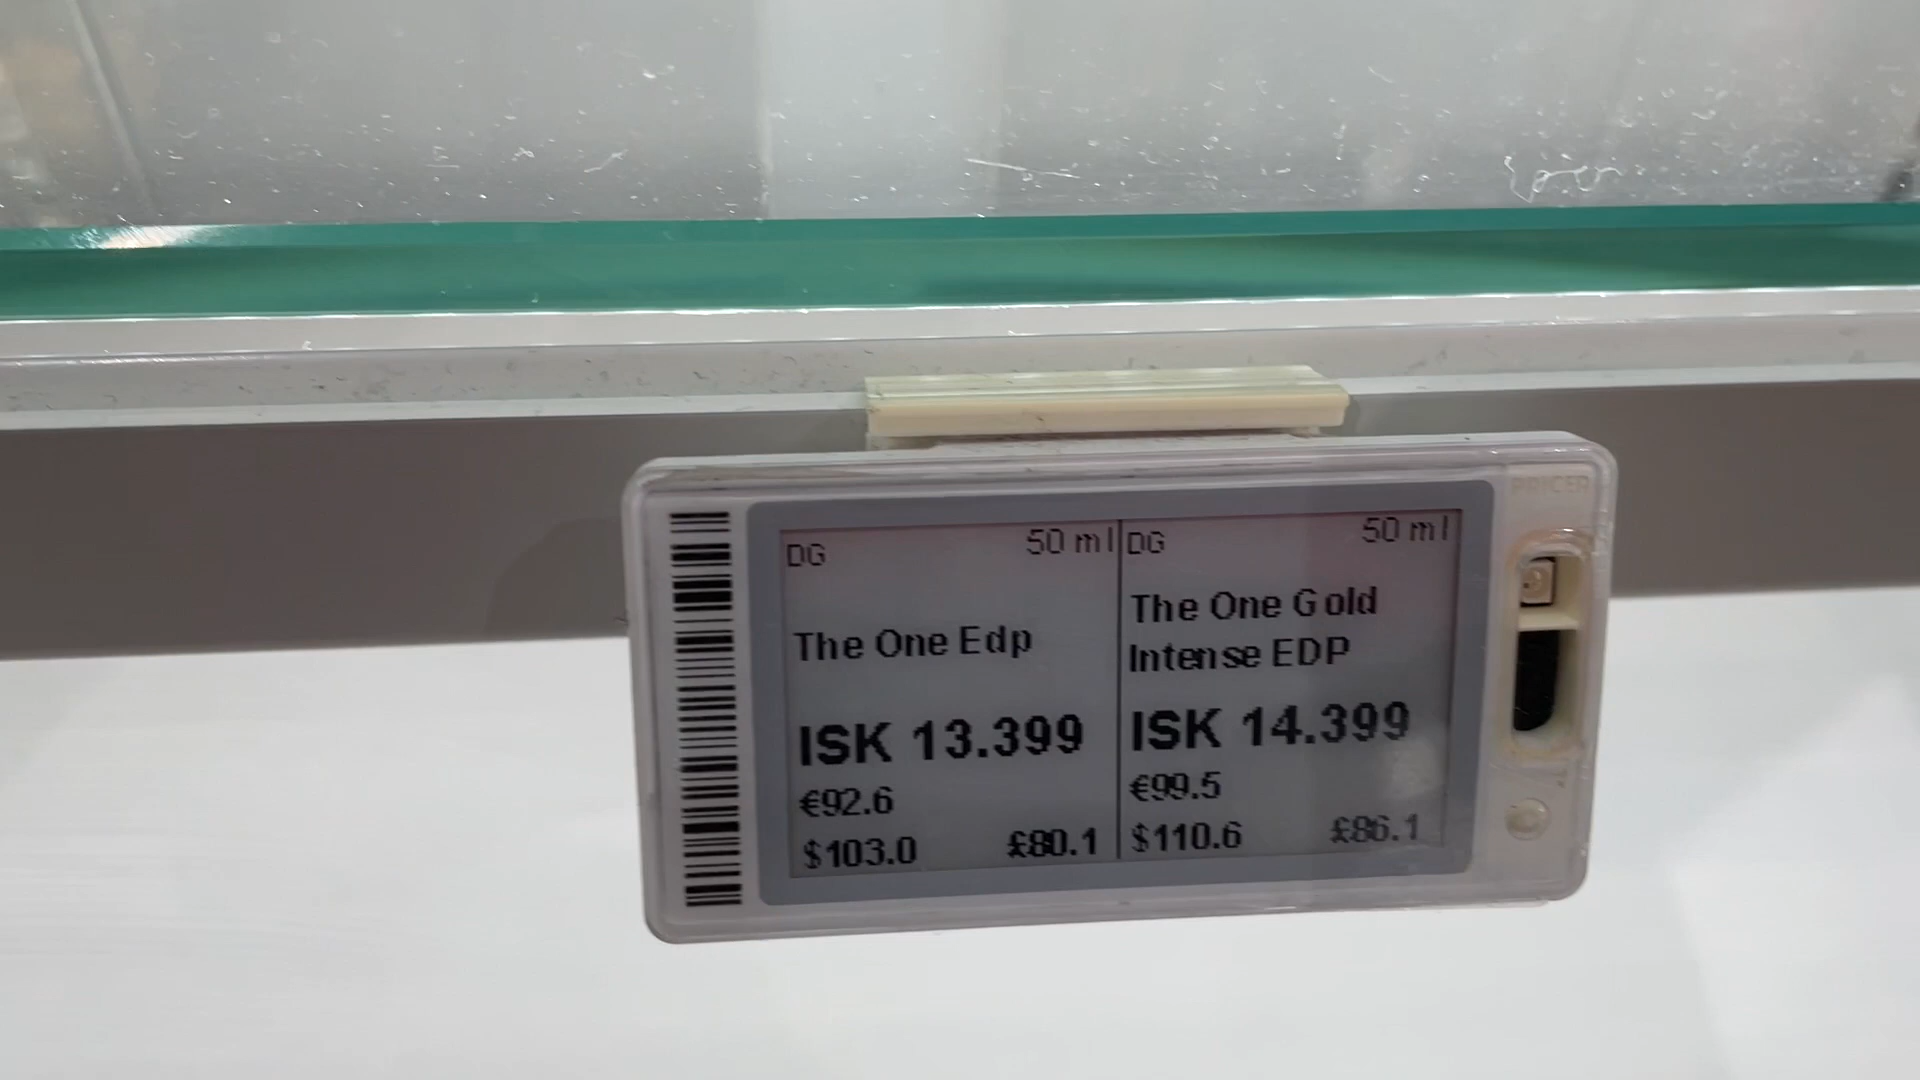 PRICER
DG 50 ml
The One Edp
ISK 13.399
€92.6
$103.0 £80.1
DG 50 ml
The One Gold
Intense EDP
ISK 14.399
€99.5
$110.6 £86.1